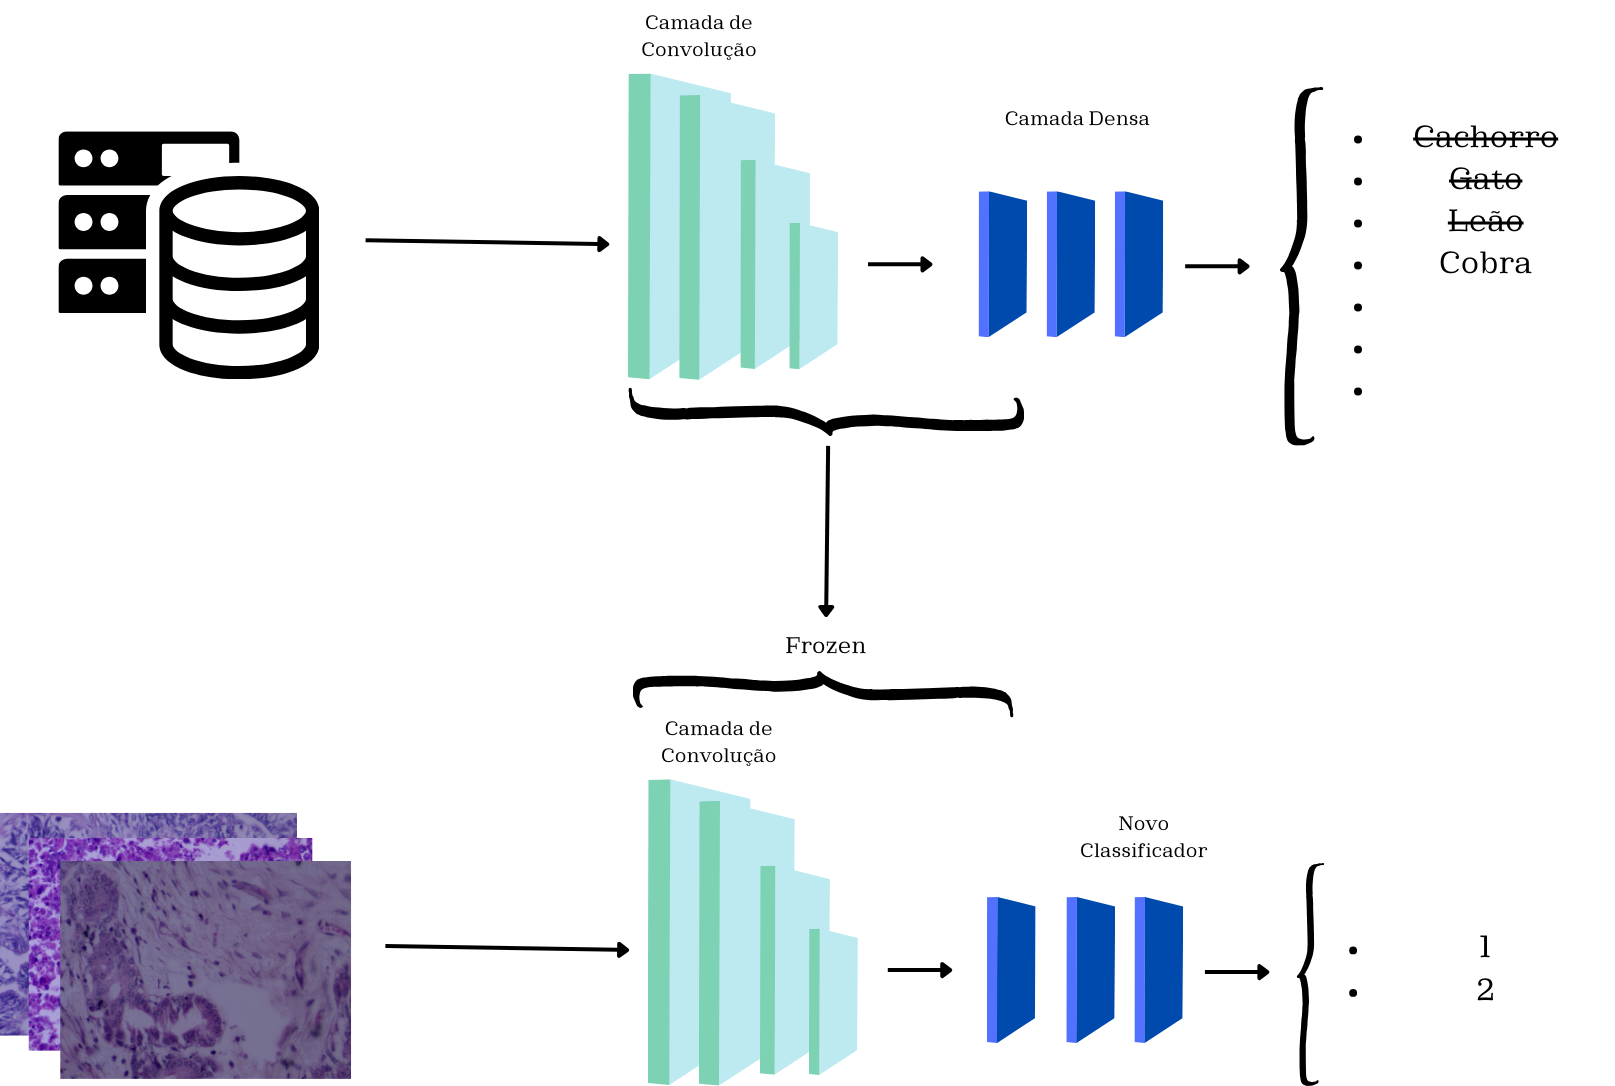 Camada de
Convolução
Camada Densa
Cachorro
Gato
Leão
Cobra
Frozen
Camada de
Convolução
Novo
Classificador
1
2